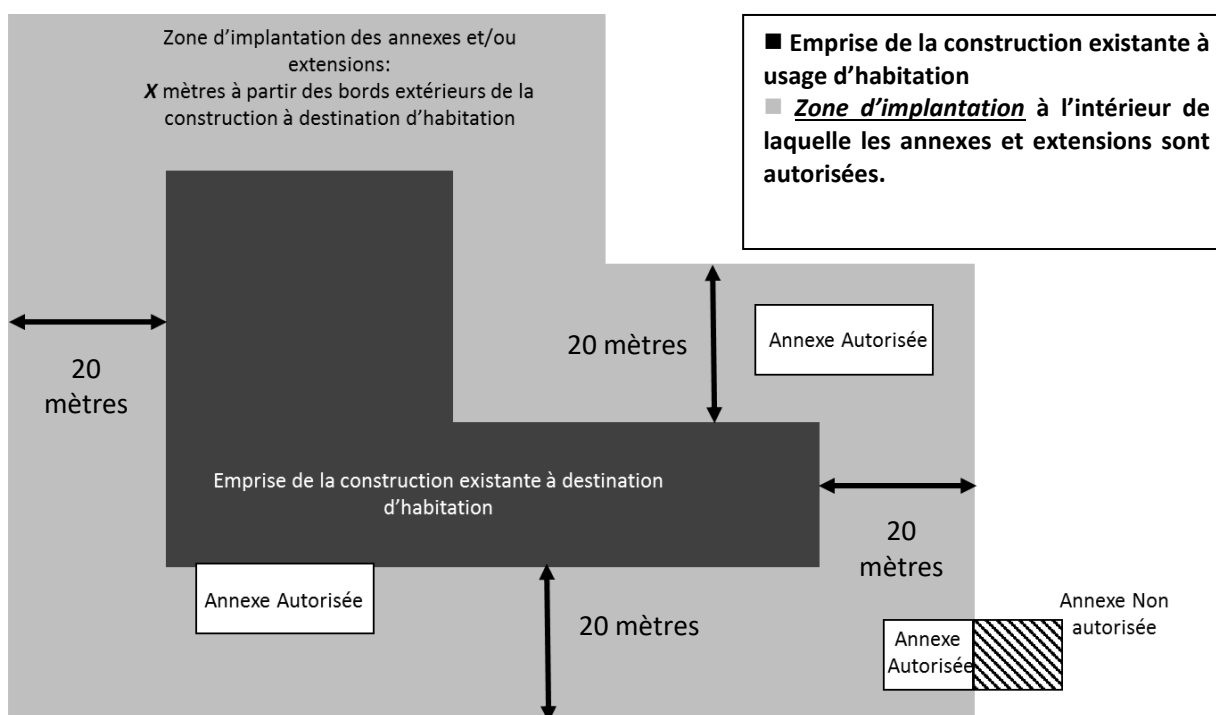 Zone d’implantation des annexes et/ou
extensions:
X mètres à partir des bords extérieurs de la
construction à destination d’habitation
■ Emprise de la construction existante à
usage d’habitation
■ Zone d’implantation à l’intérieur de
laquelle les annexes et extensions sont
autorisées.
20
mètres
20 mètres
Annexe Autorisée
Emprise de la construction existante à destination
d’habitation
20
mètres
Annexe Autorisée
20 mètres
Annexe
Autorisée
Annexe Non
autorisée